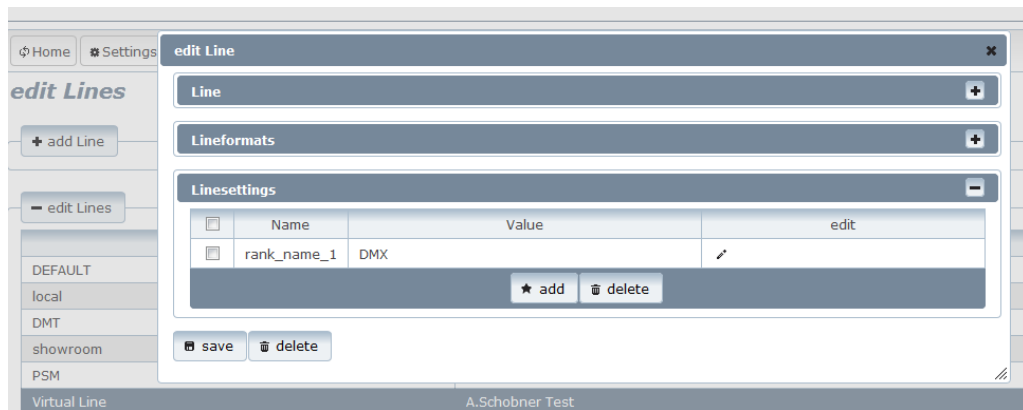 Home Settings
edit Lines
+ add Line
− edit Lines
DEFAULT
local
DMT
showroom
PSM
Virtual Line A.Schobner Test
edit Line
Line
Lineformats
Linesettings
Name Value edit
rank_name_1 DMX
add delete
save delete